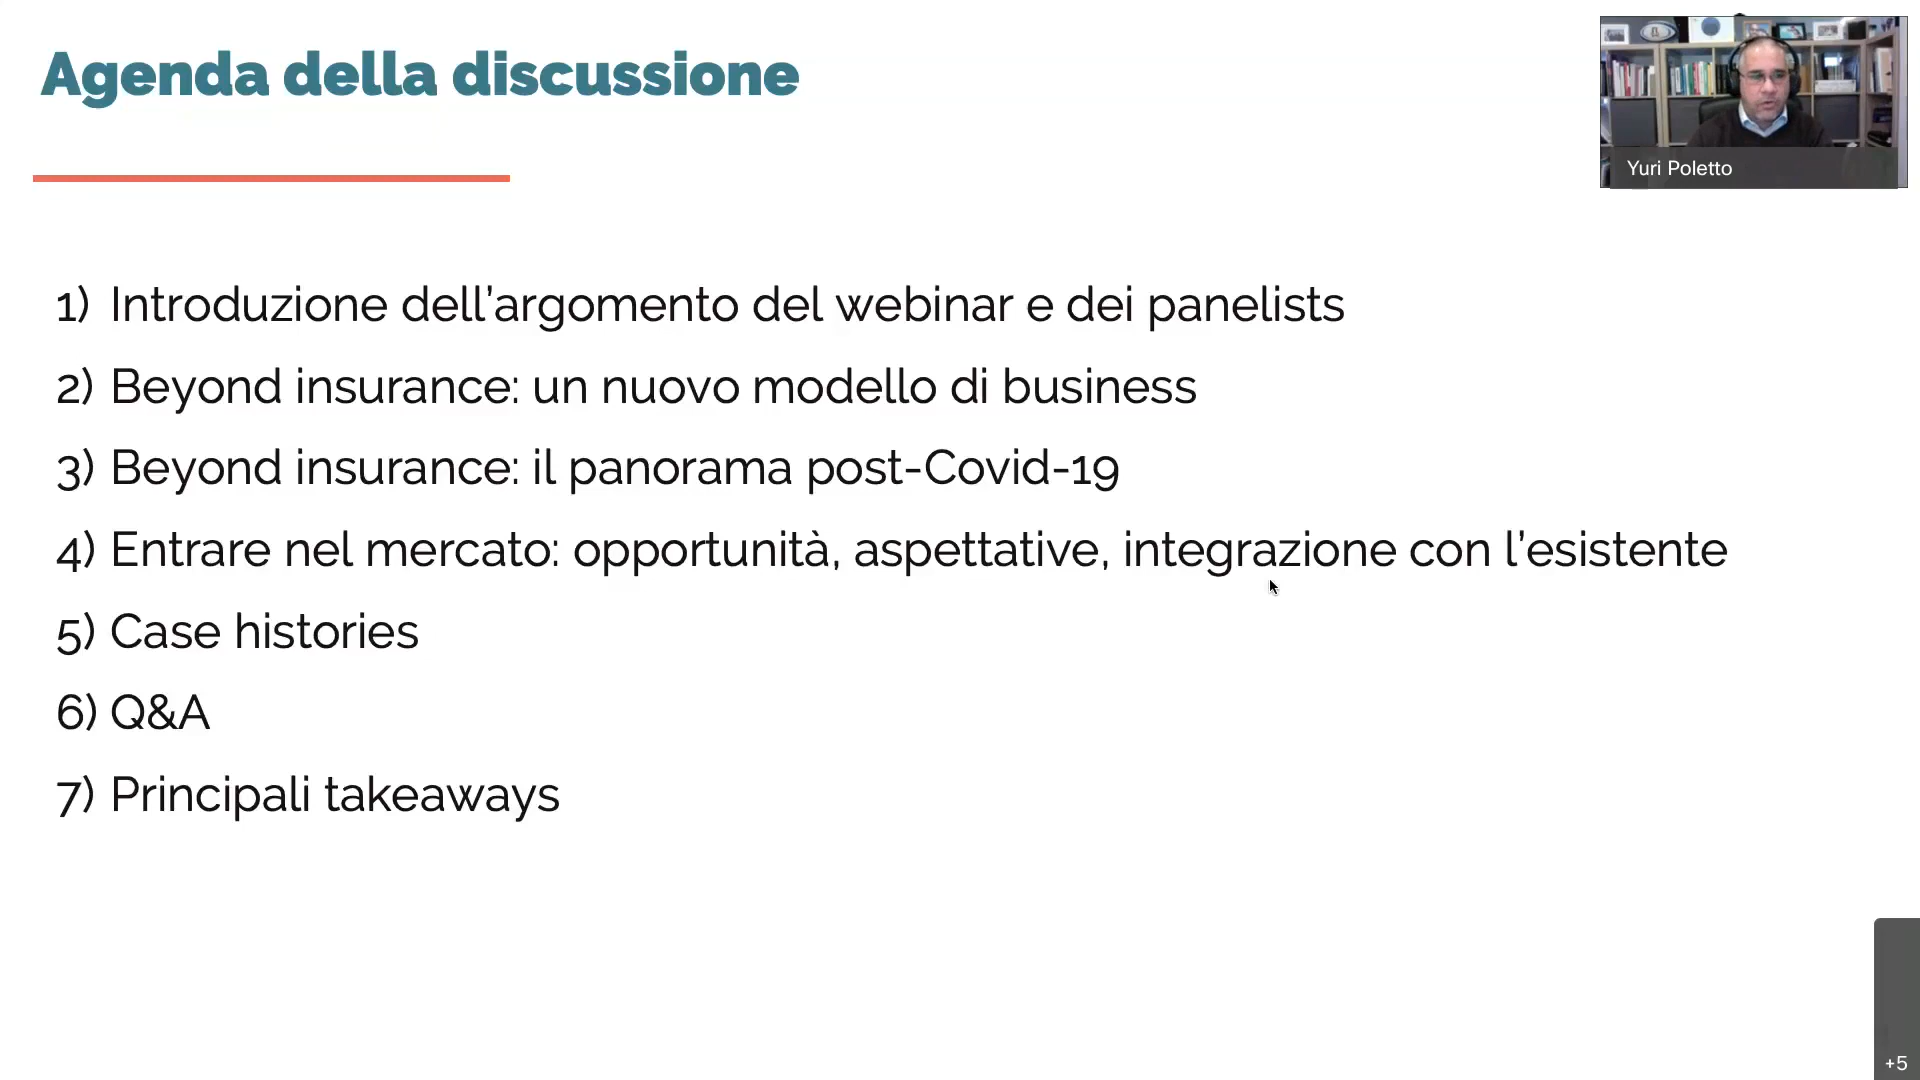 Agenda della discussione
Yuri Poletto
1) Introduzione dell’argomento del webinar e dei panelists
2) Beyond insurance: un nuovo modello di business
3) Beyond insurance: il panorama post-Covid-19
4) Entrare nel mercato: opportunità, aspettative, integrazione con l’esistente
5) Case histories
6) Q&A
7) Principali takeaways
+5